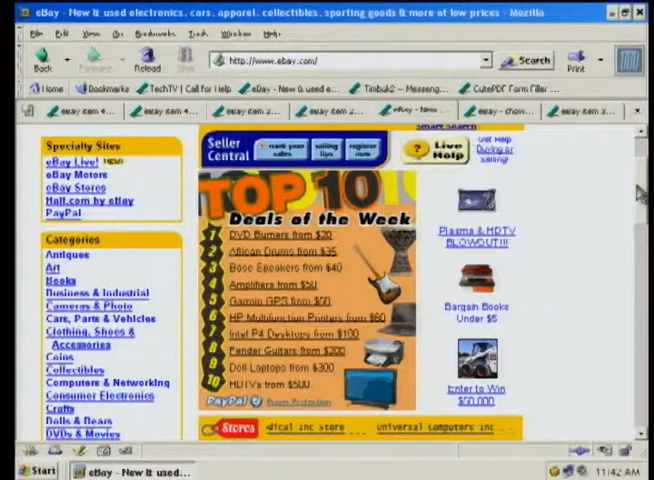 eBay - New & used electronics, cars, apparel, collectibles, sporting goods & more at low prices - Mozilla
File Edit View Go Bookmarks Tools Window Help
Back Forward Reload Stop http://www.ebay.com/ Search Print
Home Bookmarks TechTV | Call for Help eBay - New & used e... Timbuk2 -- Messeng... CutePDF Form Filler ...
eBay item 4... eBay item 4... eBay item 2... eBay item 2... eBay - New... eBay - chow... eBay item 3...
Smart Search
Specialty Sites
eBay Live! NEW!
eBay Motors
eBay Stores
Half.com by eBay
PayPal
Categories
Antiques
Art
Books
Business & Industrial
Cameras & Photo
Cars, Parts & Vehicles
Clothing, Shoes &
Accessories
Coins
Collectibles
Computers & Networking
Consumer Electronics
Crafts
Dolls & Bears
DVDs & Movies
Seller Central
track your sales
selling tips
register now
? Live Help
Get Help
Buying or
Selling!
TOP 10
Deals of the Week
1 DVD Burners from $20
2 African Drums from $35
3 Bose Speakers from $40
4 Amplifiers from $50
5 Garmin GPS from $50
6 HP Multifunction Printers from $60
7 Intel P4 Desktops from $100
8 Fender Guitars from $200
9 Dell Laptops from $300
10 HDTVs from $500
PayPal Buyer Protection
Plasma & HDTV
BLOWOUT!!!
Bargain Books
Under $5
Enter to Win
$50,000
Stores dical inc store ... universal computers inc ...
Start eBay - New & used... 11:42 AM